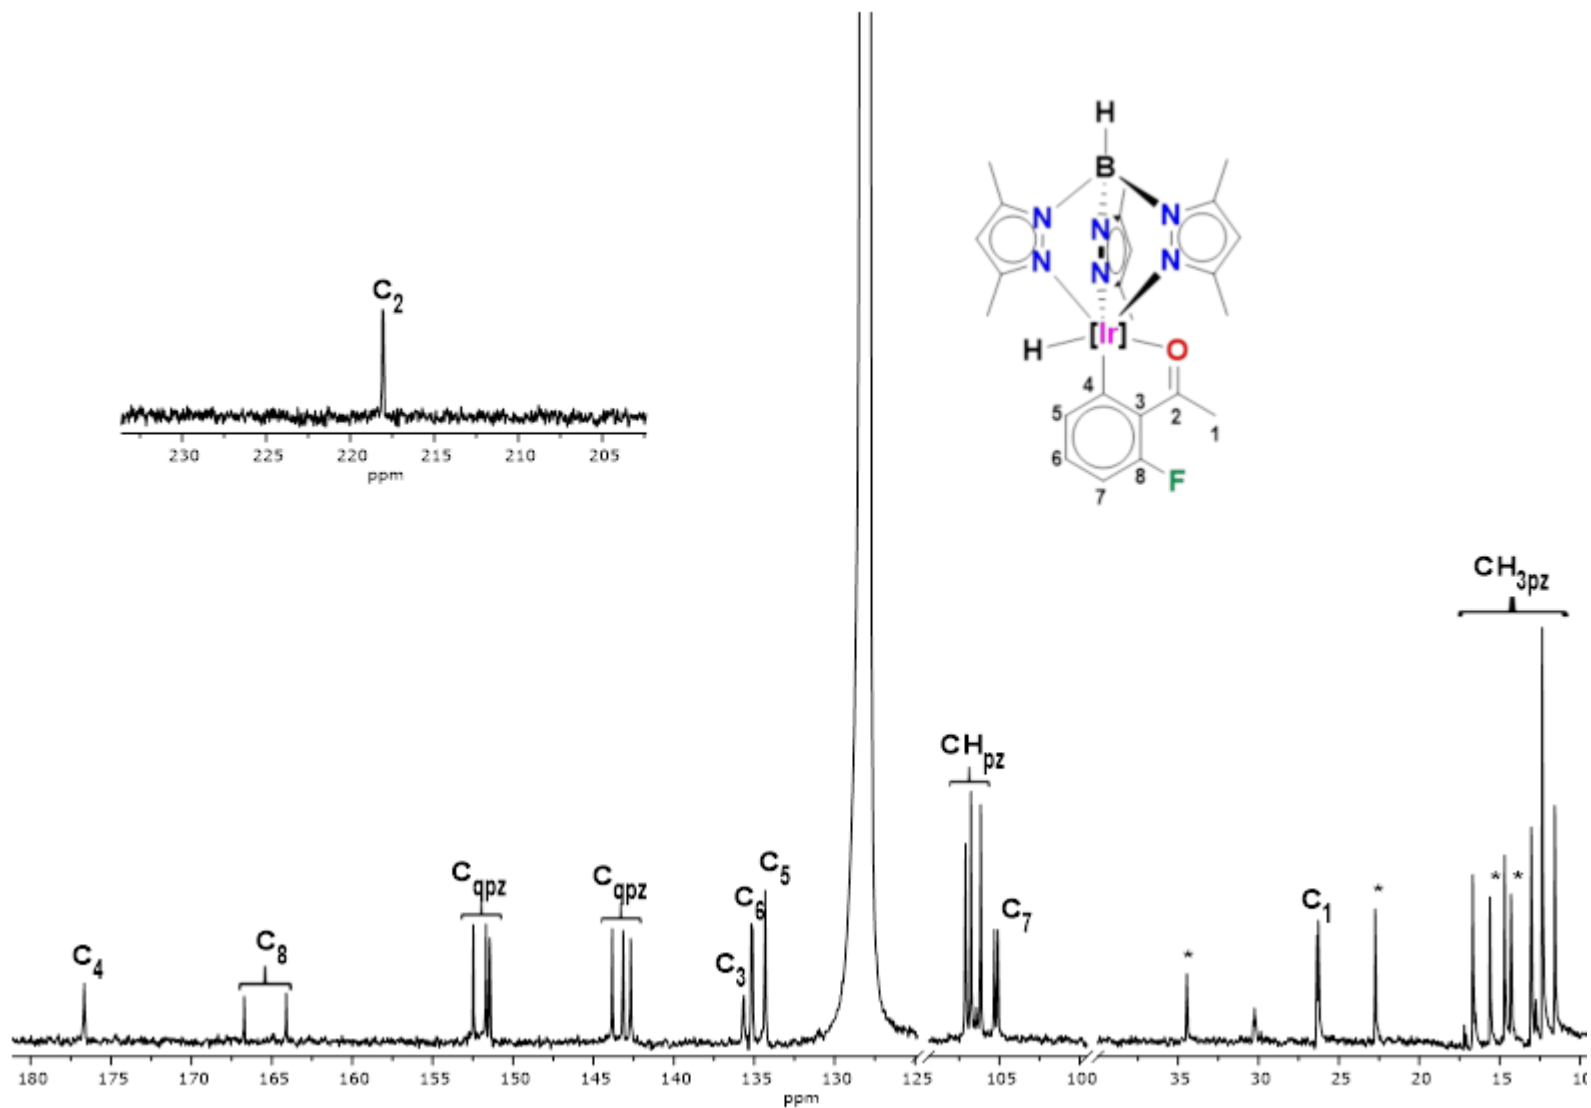 H
B
N N N
N N N
H [Ir] O
4
3
5 2
1
6
8
7 F
C2
230 225 220 215 210 205
ppm
CH3pz
CHpz
C5
Cqpz Cqpz C6 C7 C1 * * *
C4 C8 C3 *
180 175 170 165 160 155 150 145 140 135 130 125 105 100 35 30 25 20 15 10
ppm